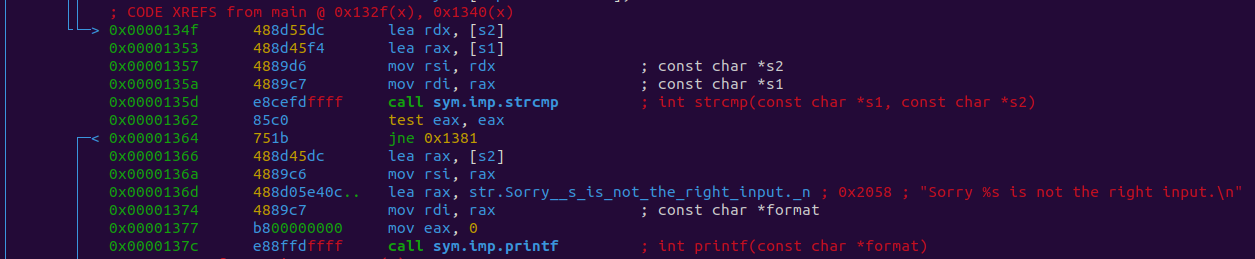 ; CODE XREFS from main @ 0x132f(x), 0x1340(x)
0x0000134f 488d55dc lea rdx, [s2]
0x00001353 488d45f4 lea rax, [s1]
0x00001357 4889d6 mov rsi, rdx ; const char *s2
0x0000135a 4889c7 mov rdi, rax ; const char *s1
0x0000135d e8cefdffff call sym.imp.strcmp ; int strcmp(const char *s1, const char *s2)
0x00001362 85c0 test eax, eax
0x00001364 751b jne 0x1381
0x00001366 488d45dc lea rax, [s2]
0x0000136a 4889c6 mov rsi, rax
0x0000136d 488d05e40c.. lea rax, str.Sorry__s_is_not_the_right_input._n ; 0x2058 ; "Sorry %s is not the right input.\n"
0x00001374 4889c7 mov rdi, rax ; const char *format
0x00001377 b800000000 mov eax, 0
0x0000137c e88ffdffff call sym.imp.printf ; int printf(const char *format)